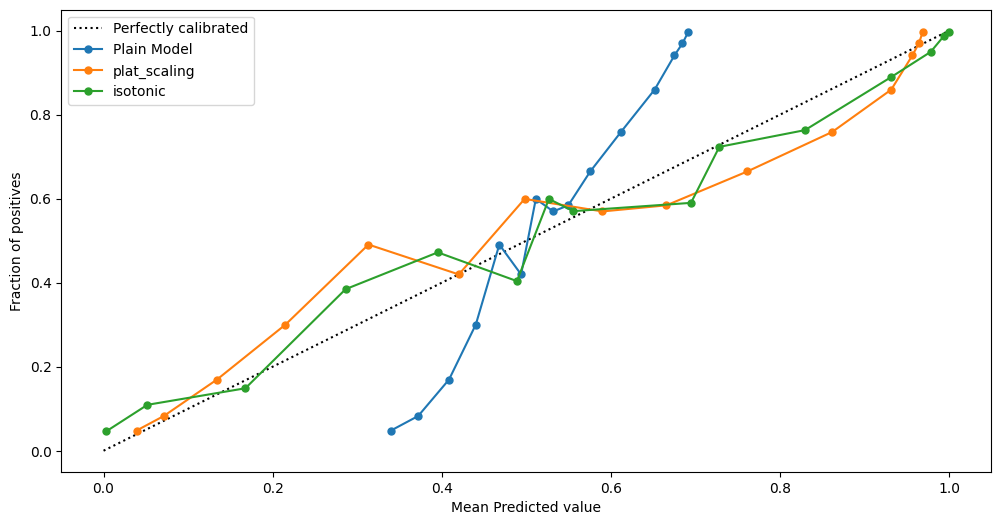 Perfectly calibrated
Plain Model
plat_scaling
isotonic
Fraction of positives
1.0
0.8
0.6
0.4
0.2
0.0
0.0 0.2 0.4 0.6 0.8 1.0
Mean Predicted value